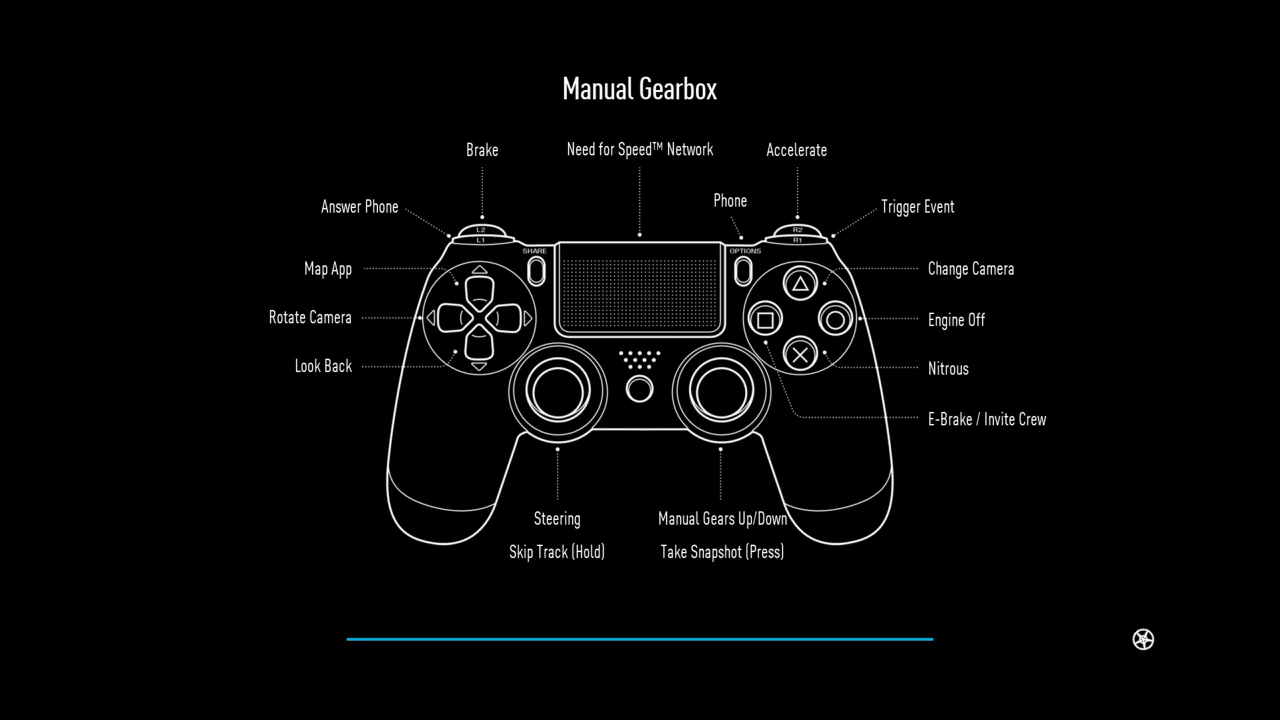 Manual Gearbox
Brake
Need for Speed™ Network
Accelerate
Answer Phone
Phone
Trigger Event
L2
R2
L1
R1
SHARE
OPTIONS
Map App
Change Camera
Rotate Camera
Engine Off
Look Back
Nitrous
E-Brake / Invite Crew
Steering
Manual Gears Up/Down
Skip Track (Hold)
Take Snapshot (Press)